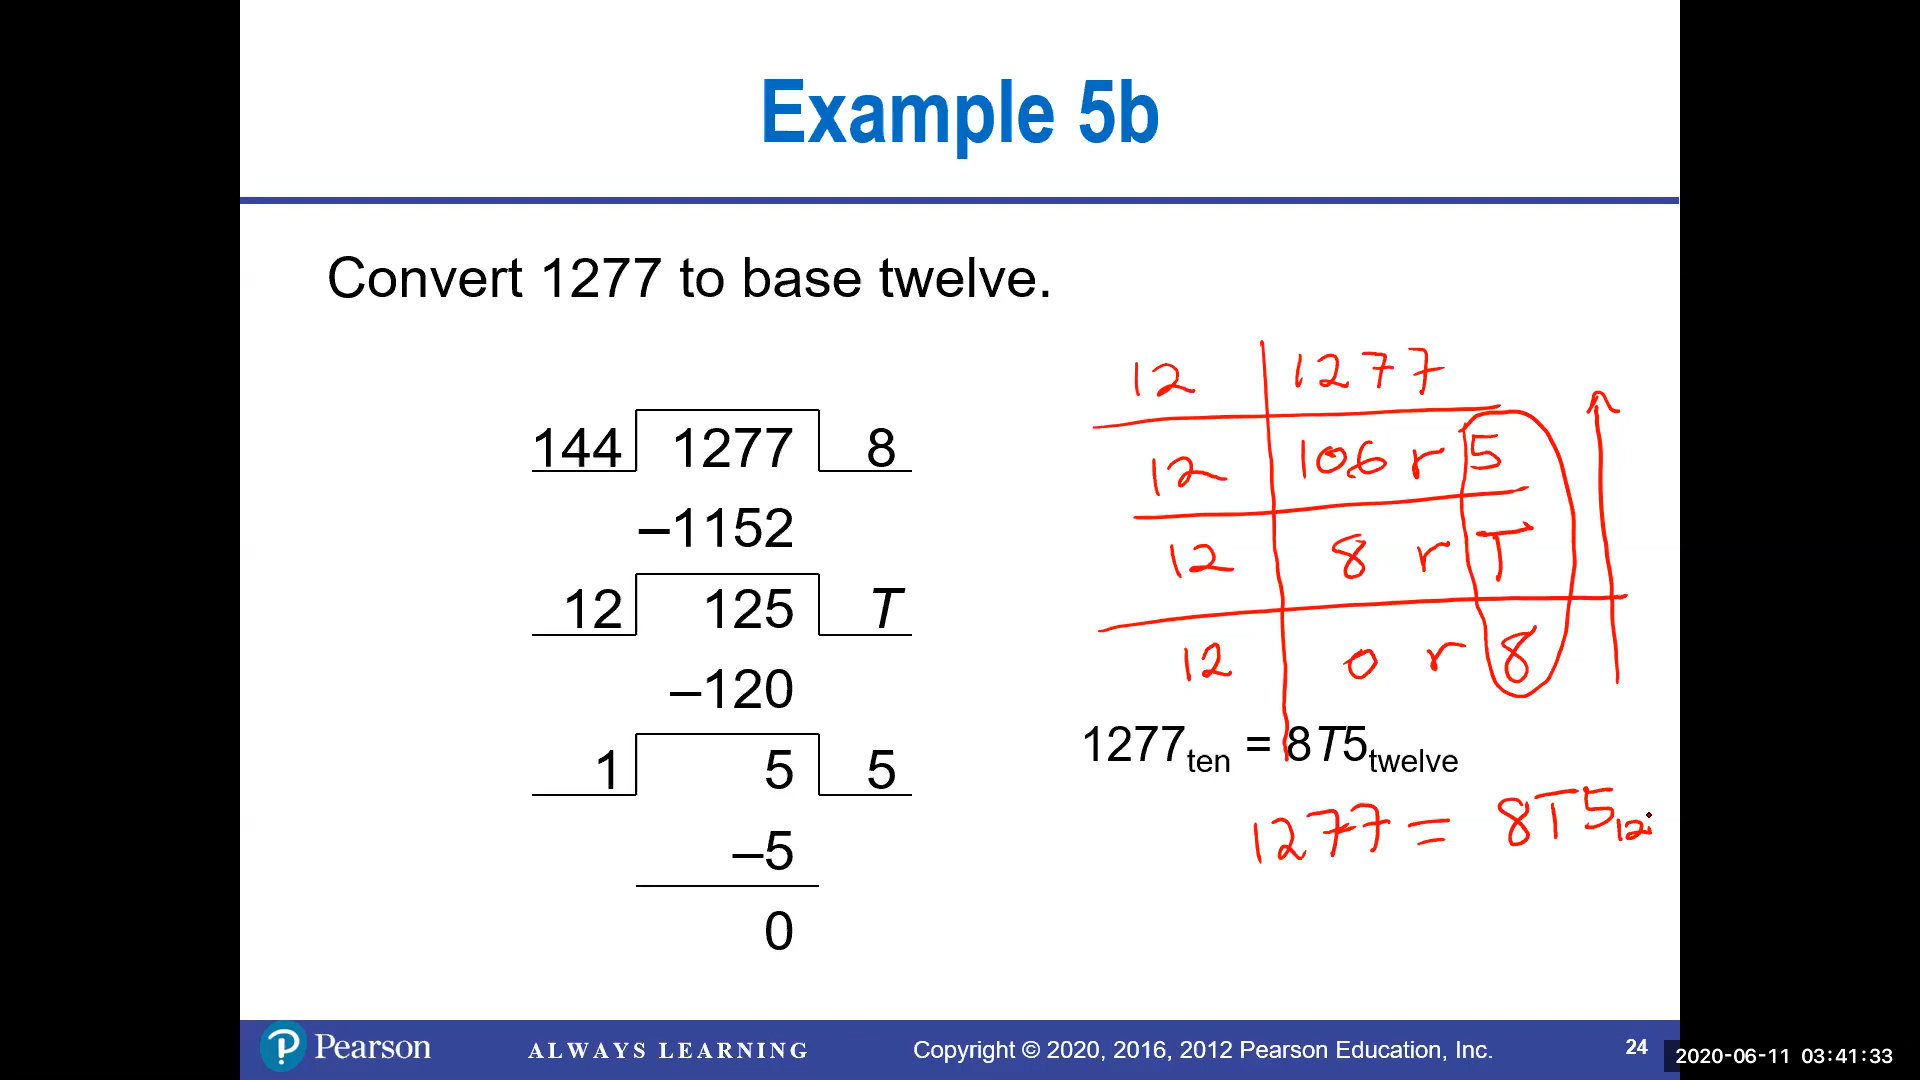 Example 5b
Convert 1277 to base twelve.
144 1277 8
–1152
12 125 T
–120
1 5 5
–5
0
12 1277
12 106 r 5
12 8 r T
12 0 r 8
1277ten = 8T5twelve
1277 = 8T512
Pearson
ALWAYS LEARNING
Copyright © 2020, 2016, 2012 Pearson Education, Inc.
24
2020-06-11 03:41:33